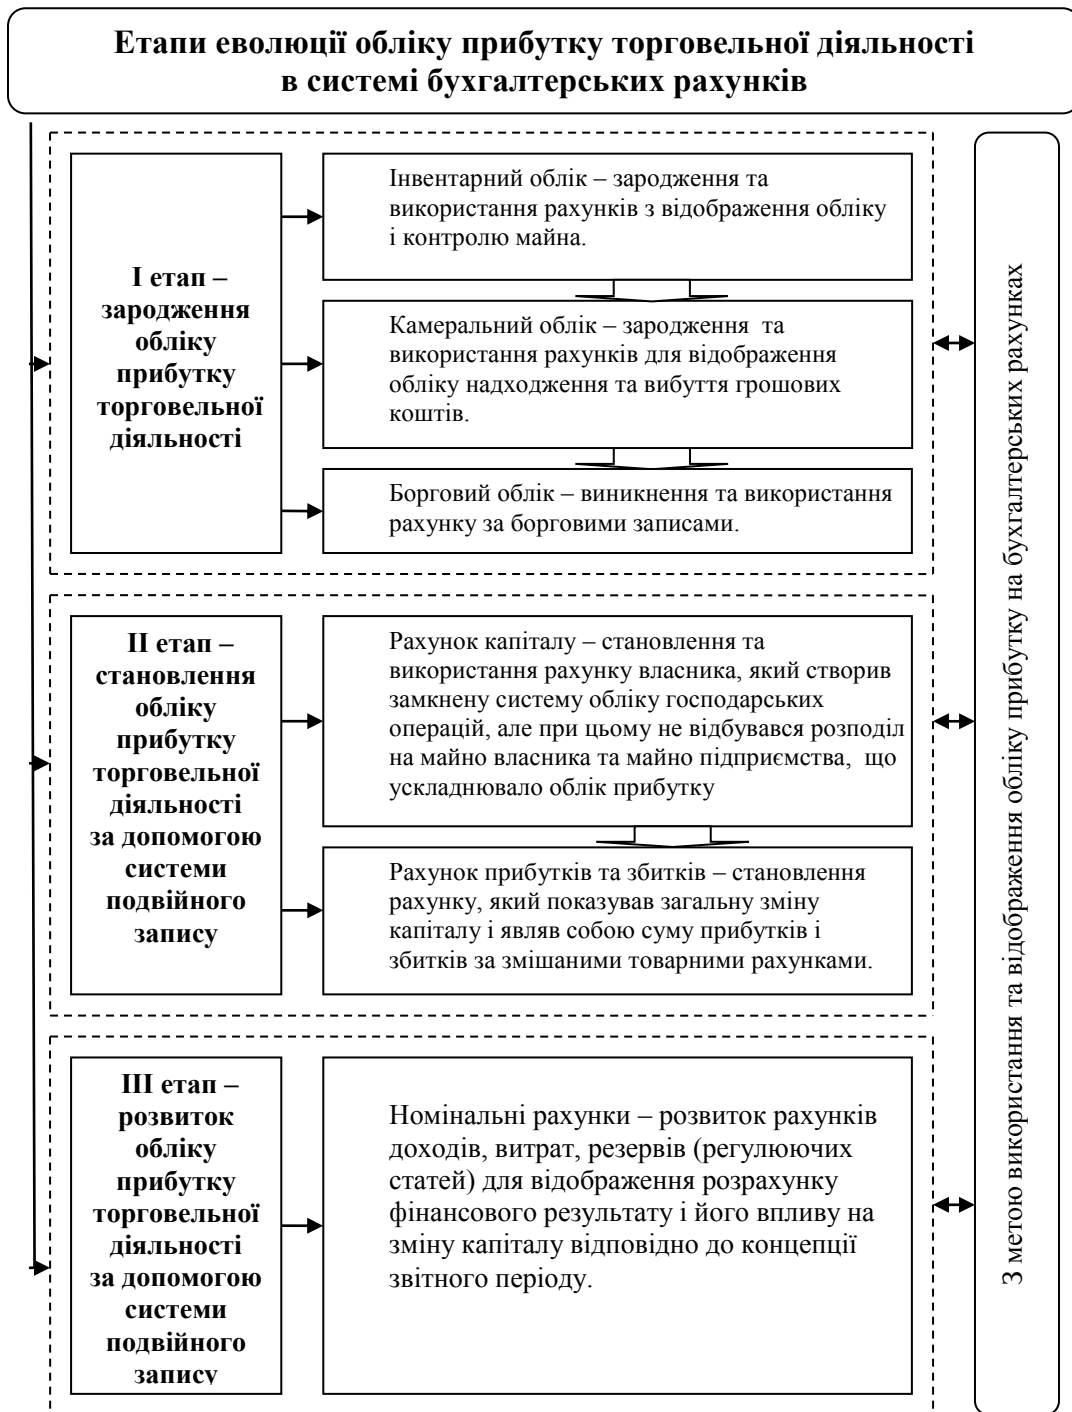 Етапи еволюції обліку прибутку торговельної діяльності
в системі бухгалтерських рахунків
І етап –
зародження
обліку
прибутку
торговельної
діяльності
Інвентарний облік – зародження та
використання рахунків з відображення обліку
і контролю майна.
Камеральний облік – зародження та
використання рахунків для відображення
обліку надходження та вибуття грошових
коштів.
Борговий облік – виникнення та використання
рахунку за борговими записами.
ІІ етап –
становлення
обліку
прибутку
торговельної
діяльності
за допомогою
системи
подвійного
запису
Рахунок капіталу – становлення та
використання рахунку власника, який створив
замкнену систему обліку господарських
операцій, але при цьому не відбувався розподіл
на майно власника та майно підприємства, що
ускладнювало облік прибутку
Рахунок прибутків та збитків – становлення
рахунку, який показував загальну зміну
капіталу і являв собою суму прибутків і
збитків за змішаними товарними рахунками.
ІІІ етап –
розвиток
обліку
прибутку
торговельної
діяльності
за допомогою
системи
подвійного
запису
Номінальні рахунки – розвиток рахунків
доходів, витрат, резервів (регулюючих
статей) для відображення розрахунку
фінансового результату і його впливу на
зміну капіталу відповідно до концепції
звітного періоду.
З метою використання та відображення обліку прибутку на бухгалтерських рахунках